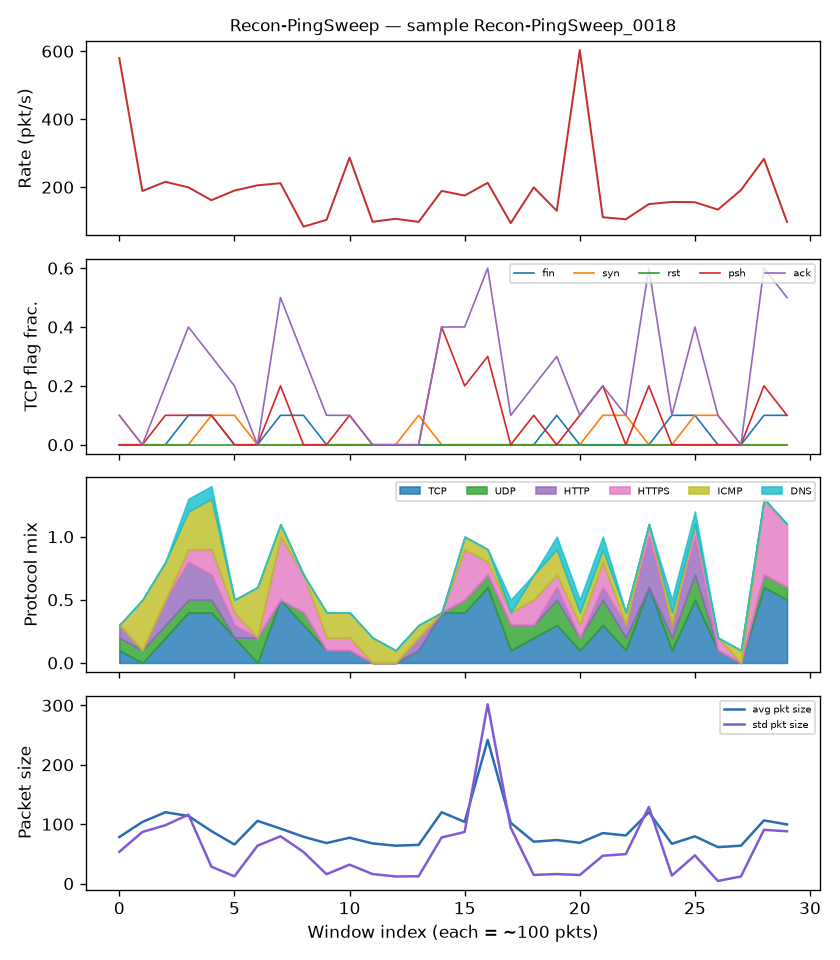 Recon-PingSweep — sample Recon-PingSweep_0018
600
400
200
Rate (pkt/s)
fin syn rst psh ack
0.6
0.4
0.2
0.0
TCP flag frac.
TCP UDP HTTP HTTPS ICMP DNS
1.0
0.5
0.0
Protocol mix
avg pkt size
std pkt size
300
200
100
0
Packet size
0 5 10 15 20 25 30
Window index (each = ~100 pkts)